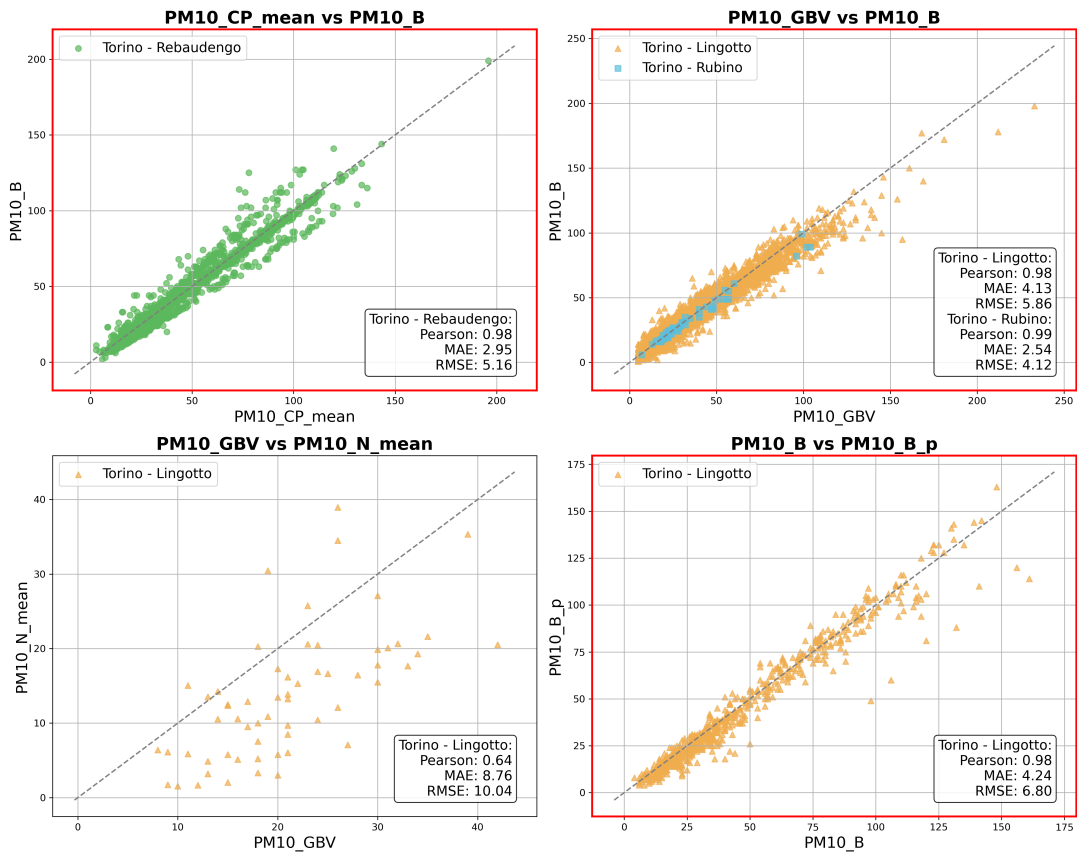 PM10_CP_mean vs PM10_B
Torino - Rebaudengo
200
150
100
50
0
PM10_B
0
50
100
150
200
PM10_CP_mean
Torino - Rebaudengo:
Pearson: 0.98
MAE: 2.95
RMSE: 5.16
PM10_GBV vs PM10_B
Torino - Lingotto
Torino - Rubino
250
200
150
100
50
0
PM10_B
0
50
100
150
200
250
PM10_GBV
Torino - Lingotto:
Pearson: 0.98
MAE: 4.13
RMSE: 5.86
Torino - Rubino:
Pearson: 0.99
MAE: 2.54
RMSE: 4.12
PM10_GBV vs PM10_N_mean
Torino - Lingotto
40
30
20
10
0
PM10_N_mean
0
10
20
30
40
PM10_GBV
Torino - Lingotto:
Pearson: 0.64
MAE: 8.76
RMSE: 10.04
PM10_B vs PM10_B_p
Torino - Lingotto
175
150
125
100
75
50
25
0
PM10_B_p
0
25
50
75
100
125
150
175
PM10_B
Torino - Lingotto:
Pearson: 0.98
MAE: 4.24
RMSE: 6.80